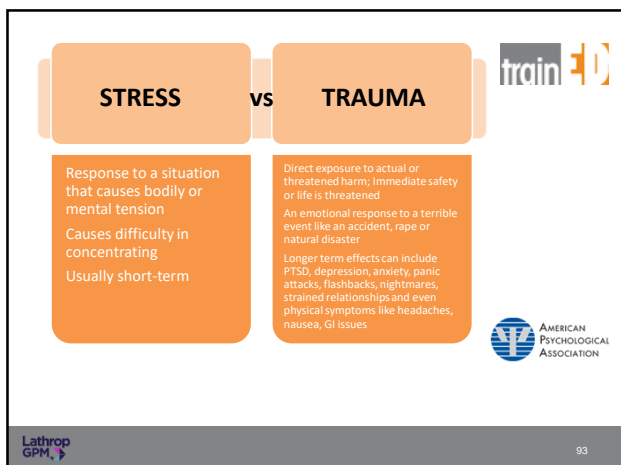 STRESS
vs
TRAUMA
trainED
Response to a situation
that causes bodily or
mental tension
Causes difficulty in
concentrating
Usually short-term
Direct exposure to actual or
threatened harm; Immediate safety
or life is threatened
An emotional response to a terrible
event like an accident, rape or
natural disaster
Longer term effects can include
PTSD, depression, anxiety, panic
attacks, flashbacks, nightmares,
strained relationships and even
physical symptoms like headaches,
nausea, GI issues
AMERICAN
PSYCHOLOGICAL
ASSOCIATION
Lathrop
GPM
93